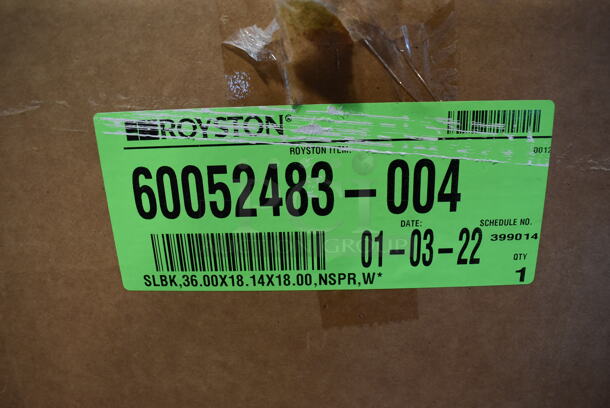 ROYSTON
ROYSTON ITEM
0012
60052483-004
DATE: SCHEDULE NO.
01-03-22 399014
QTY
1
SLBK,36.00X18.14X18.00,NSPR,W*